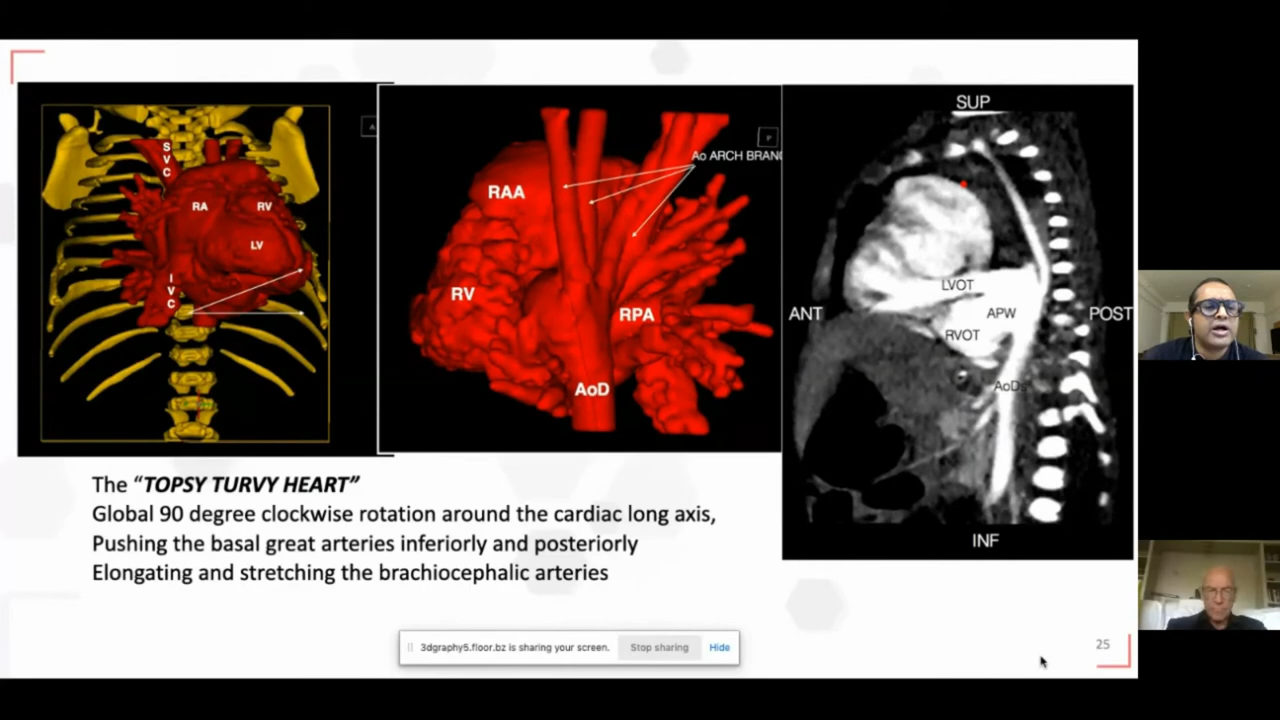 SVC
RA
RV
LV
IVC
A
RAA
RV
Ao ARCH BRANC
RPA
AoD
P
SUP
ANT
LVOT
APW
RVOT
POST
AoDs
INF
The “TOPSY TURVY HEART”
Global 90 degree clockwise rotation around the cardiac long axis,
Pushing the basal great arteries inferiorly and posteriorly
Elongating and stretching the brachiocephalic arteries
3dgraphy5.floor.bz is sharing your screen.
Stop sharing
Hide
25